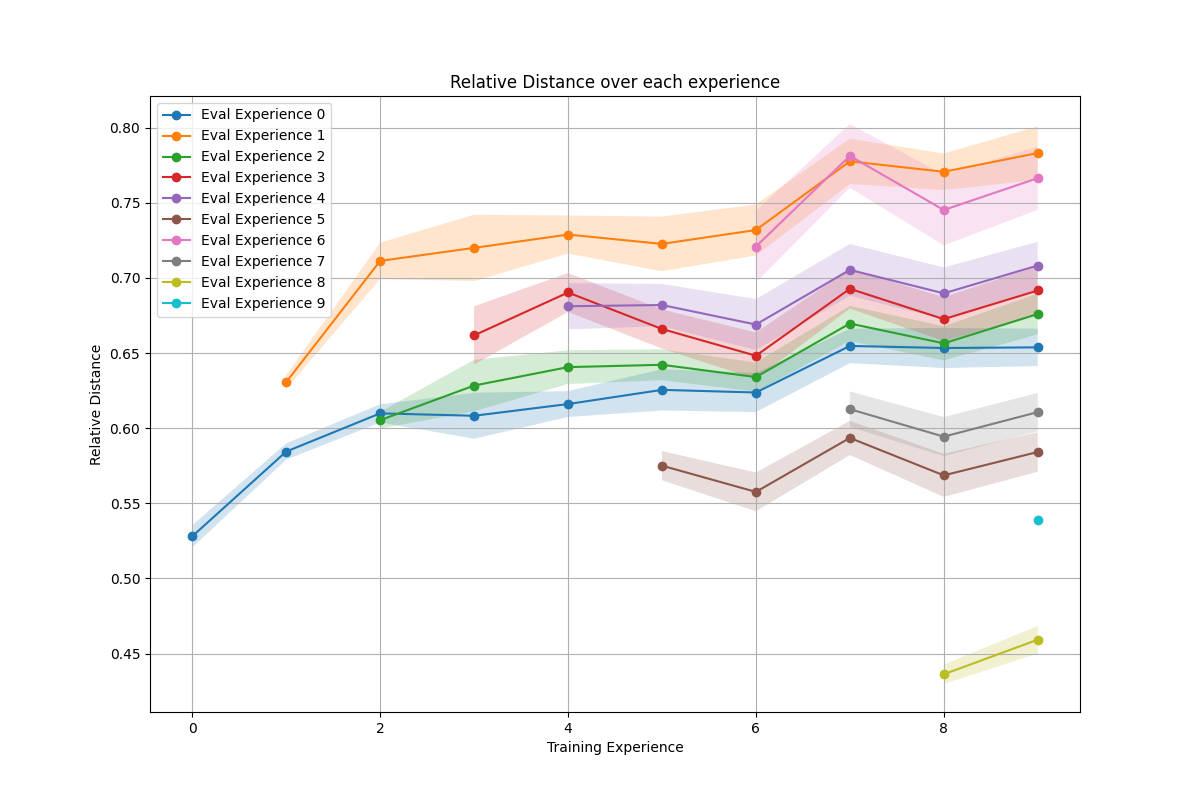 Relative Distance over each experience
Eval Experience 0
Eval Experience 1
Eval Experience 2
Eval Experience 3
Eval Experience 4
Eval Experience 5
Eval Experience 6
Eval Experience 7
Eval Experience 8
Eval Experience 9
0.80
0.75
0.70
0.65
0.60
0.55
0.50
0.45
Relative Distance
0 2 4 6 8
Training Experience